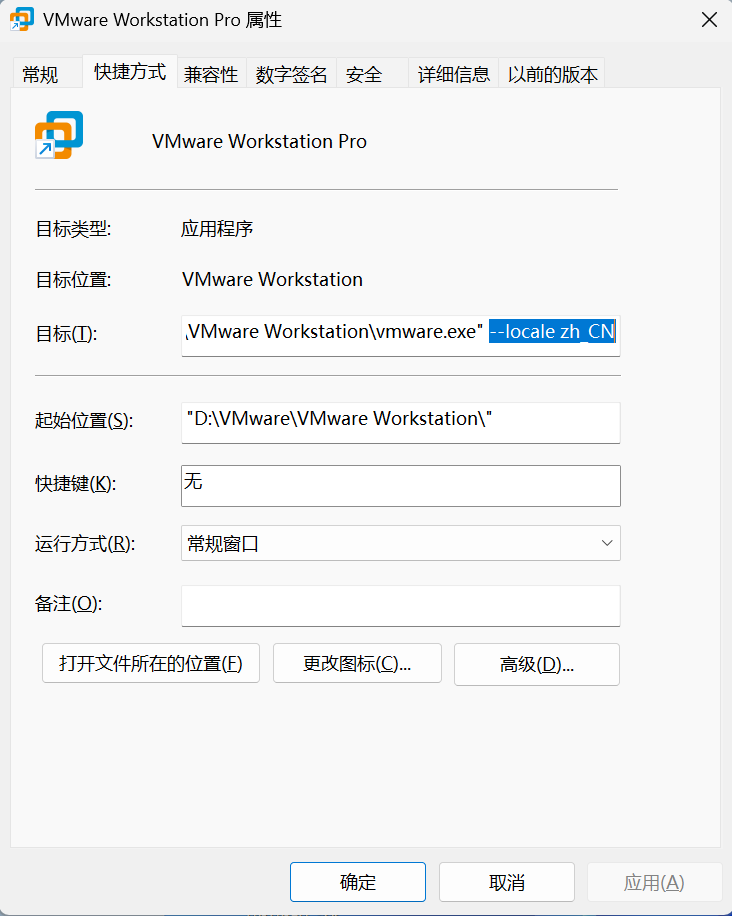 VMware Workstation Pro 属性
常规 快捷方式 兼容性 数字签名 安全 详细信息 以前的版本
VMware Workstation Pro
目标类型: 应用程序
目标位置: VMware Workstation
目标(T): \VMware Workstation\vmware.exe" --locale zh_CN
起始位置(S): "D:\VMware\VMware Workstation\"
快捷键(K): 无
运行方式(R): 常规窗口
备注(O):
打开文件所在的位置(F) 更改图标(C)... 高级(D)...
确定 取消 应用(A)